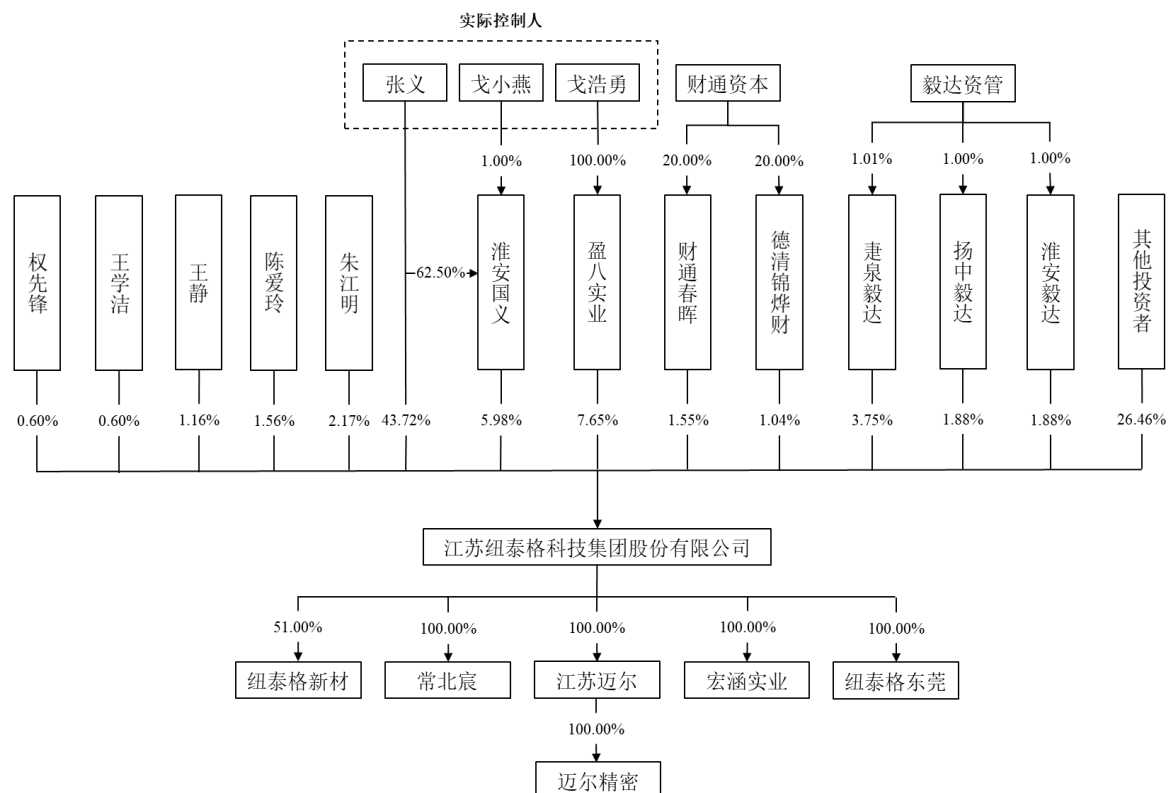 实际控制人
张义
戈小燕
戈浩勇
财通资本
毅达资管
1.00%
100.00%
20.00%
20.00%
1.01%
1.00%
1.00%
权先锋
王学洁
王静
陈爱玲
朱江明
62.50%
淮安国义
盈八实业
财通春晖
德清锦烨财
疌泉毅达
扬中毅达
淮安毅达
其他投资者
0.60%
0.60%
1.16%
1.56%
2.17%
43.72%
5.98%
7.65%
1.55%
1.04%
3.75%
1.88%
1.88%
26.46%
江苏纽泰格科技集团股份有限公司
51.00%
100.00%
100.00%
100.00%
100.00%
纽泰格新材
常北宸
江苏迈尔
宏涵实业
纽泰格东莞
100.00%
迈尔精密